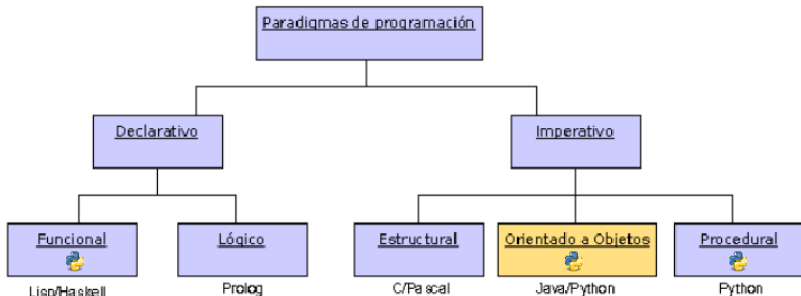 Paradigmas de programación
Declarativo
Imperativo
Funcional
Lógico
Estructural
Orientado a Objetos
Procedural
Lisp/Haskell
Prolog
C/Pascal
Java/Python
Python